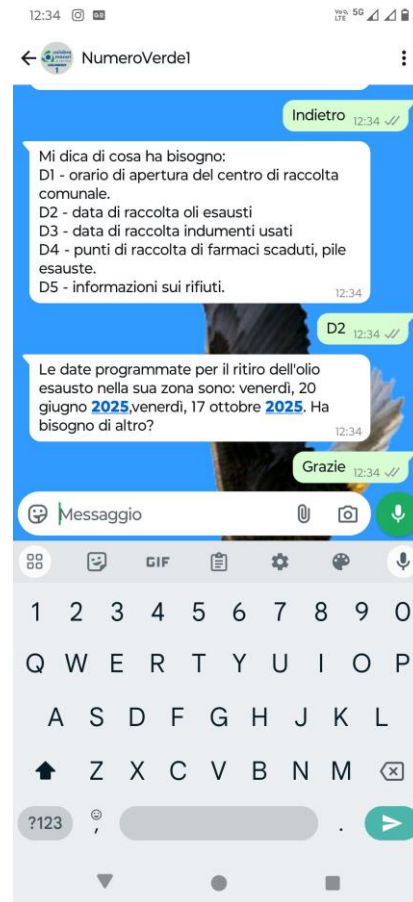 12:34
VoLTE 5G
NumeroVerde1
Indietro 12:34
Mi dica di cosa ha bisogno:
D1 - orario di apertura del centro di raccolta
comunale.
D2 - data di raccolta oli esausti
D3 - data di raccolta indumenti usati
D4 - punti di raccolta di farmaci scaduti, pile
esauste.
D5 - informazioni sui rifiuti.
12:34
D2 12:34
Le date programmate per il ritiro dell'olio
esausto nella sua zona sono: venerdì, 20
giugno 2025,venerdì, 17 ottobre 2025. Ha
bisogno di altro?
12:34
Grazie 12:34
Messaggio
GIF
1 2 3 4 5 6 7 8 9 0
Q W E R T Y U I O P
A S D F G H J K L
Z X C V B N M
?123 , .